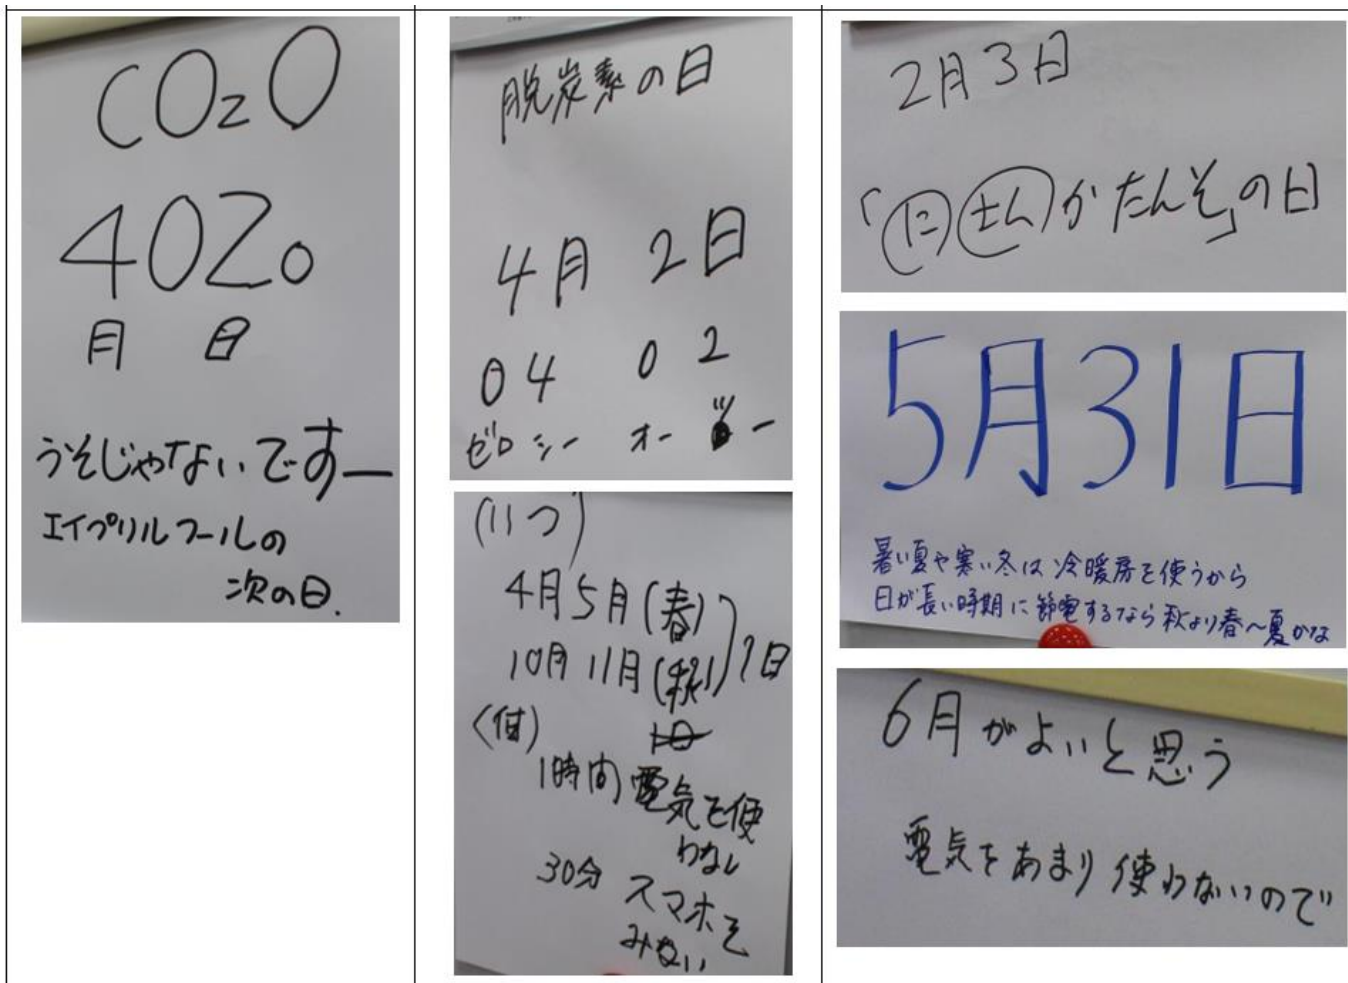 CO₂O
4020
月 日
うそじゃないですー
エイプリルフールの
次の日.
脱炭素の日
4月 2日
04 02
ゼロシー オーツー
(いつ)
4月5月(春)
10月11月(秋)
1日
(何)
1時間 電気を使
わなし
30分 スマホを
みない
2月3日
「にさんかたんそ」の日
5月31日
暑い夏や寒い冬は冷暖房を使うから
日が長い時期に節電するなら秋より春～夏かな
6月がよいと思う
電気をあまり使わないので